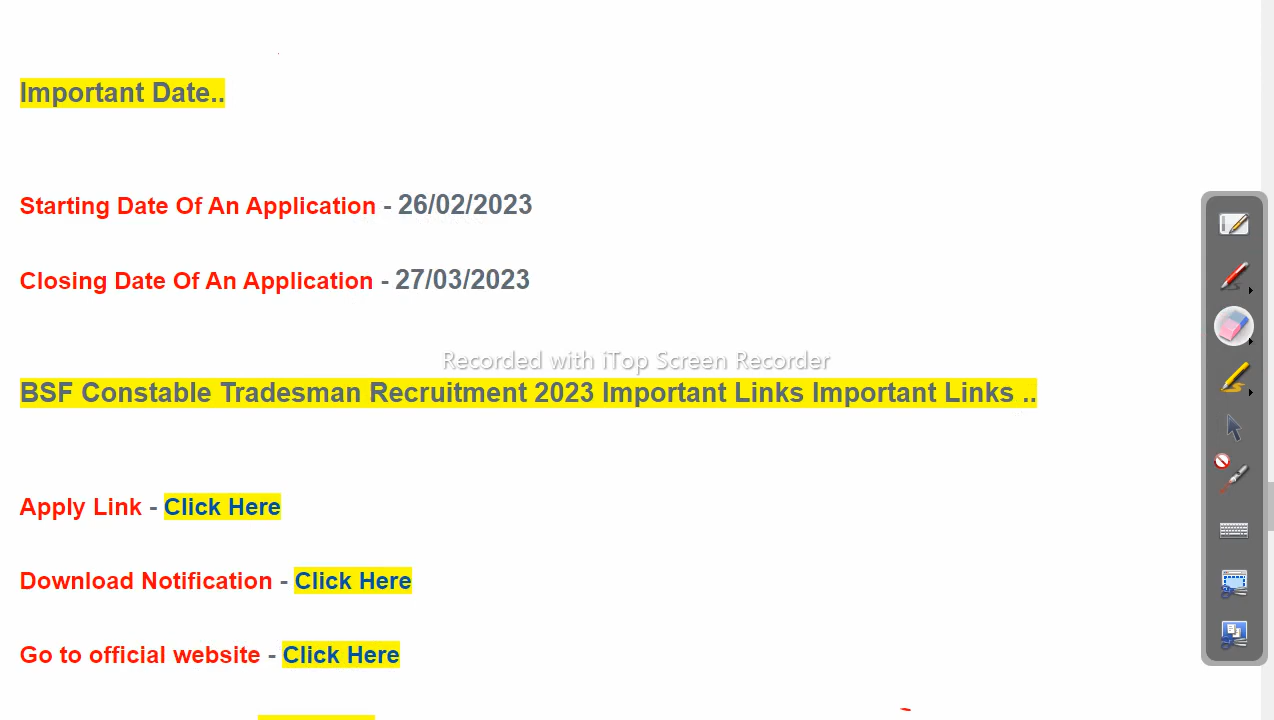 Important Date..
Starting Date Of An Application - 26/02/2023
Closing Date Of An Application - 27/03/2023
Recorded with iTop Screen Recorder
BSF Constable Tradesman Recruitment 2023 Important Links Important Links ..
Apply Link - Click Here
Download Notification - Click Here
Go to official website - Click Here